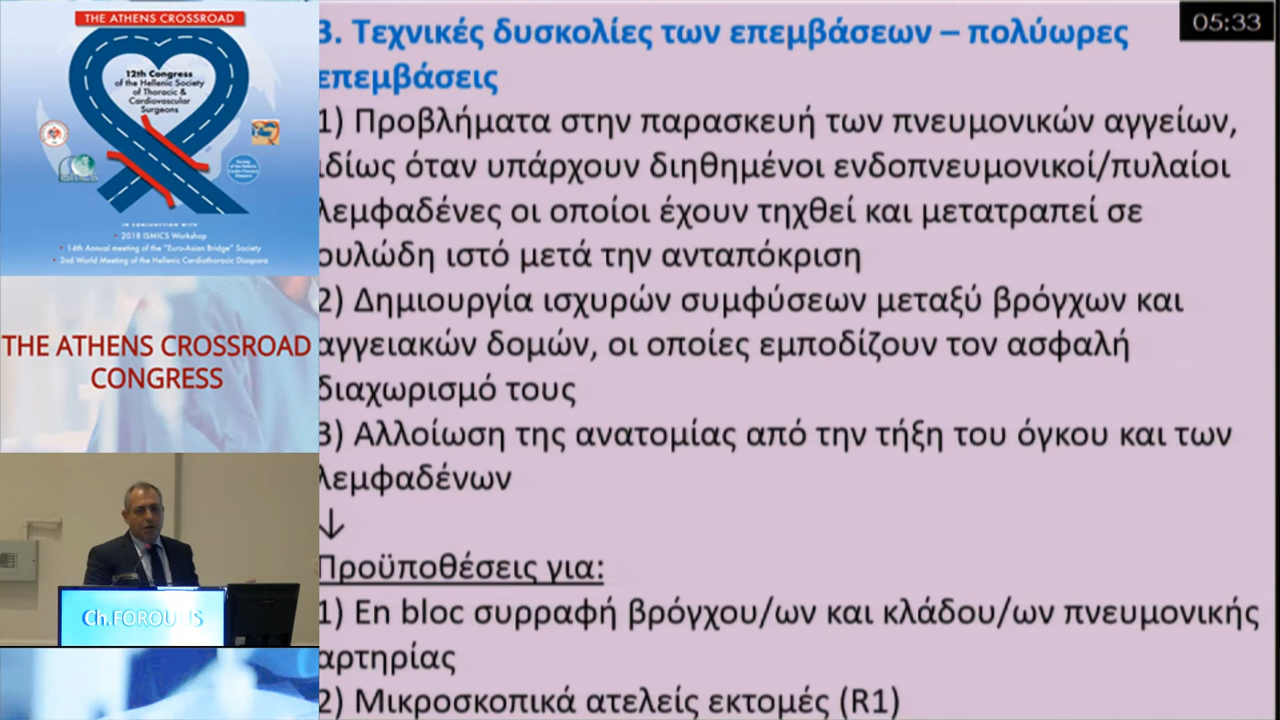 THE ATHENS CROSSROAD
12th Congress
of the Hellenic Society
of Thoracic &
Cardiovascular
Surgeons
IN CONJUNCTION WITH
2018 ISMICS Workshop
14th Annual meeting of the "Euro-Asian Bridge" Society
2nd World Meeting of the Hellenic Cardiothoracic Diaspora
THE ATHENS CROSSROAD
CONGRESS
Ch.FOROULIS
05:33
3. Τεχνικές δυσκολίες των επεμβάσεων – πολύωρες
επεμβάσεις
1) Προβλήματα στην παρασκευή των πνευμονικών αγγείων,
ιδίως όταν υπάρχουν διηθημένοι ενδοπνευμονικοί/πυλαίοι
λεμφαδένες οι οποίοι έχουν τηχθεί και μετατραπεί σε
ουλώδη ιστό μετά την ανταπόκριση
2) Δημιουργία ισχυρών συμφύσεων μεταξύ βρόγχων και
αγγειακών δομών, οι οποίες εμποδίζουν τον ασφαλή
διαχωρισμό τους
3) Αλλοίωση της ανατομίας από την τήξη του όγκου και των
λεμφαδένων
↓
Προϋποθέσεις για:
1) En bloc συρραφή βρόγχου/ων και κλάδου/ων πνευμονικής
αρτηρίας
2) Μικροσκοπικά ατελείς εκτομές (R1)